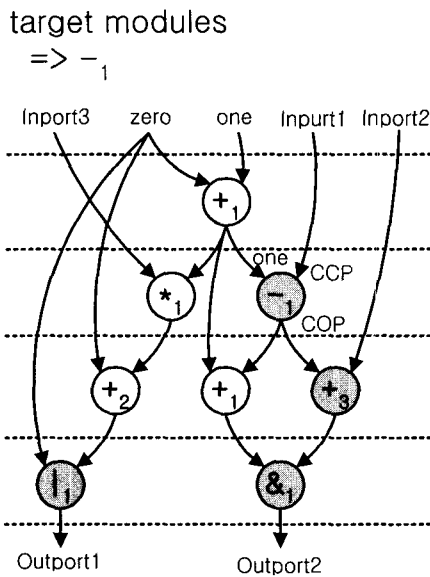 target modules
=> -1
Inport3 zero one Inpurt1 Inport2
+1
one
*1 -1 CCP
COP
+2 +1 +3
|1 &1
Outport1 Outport2